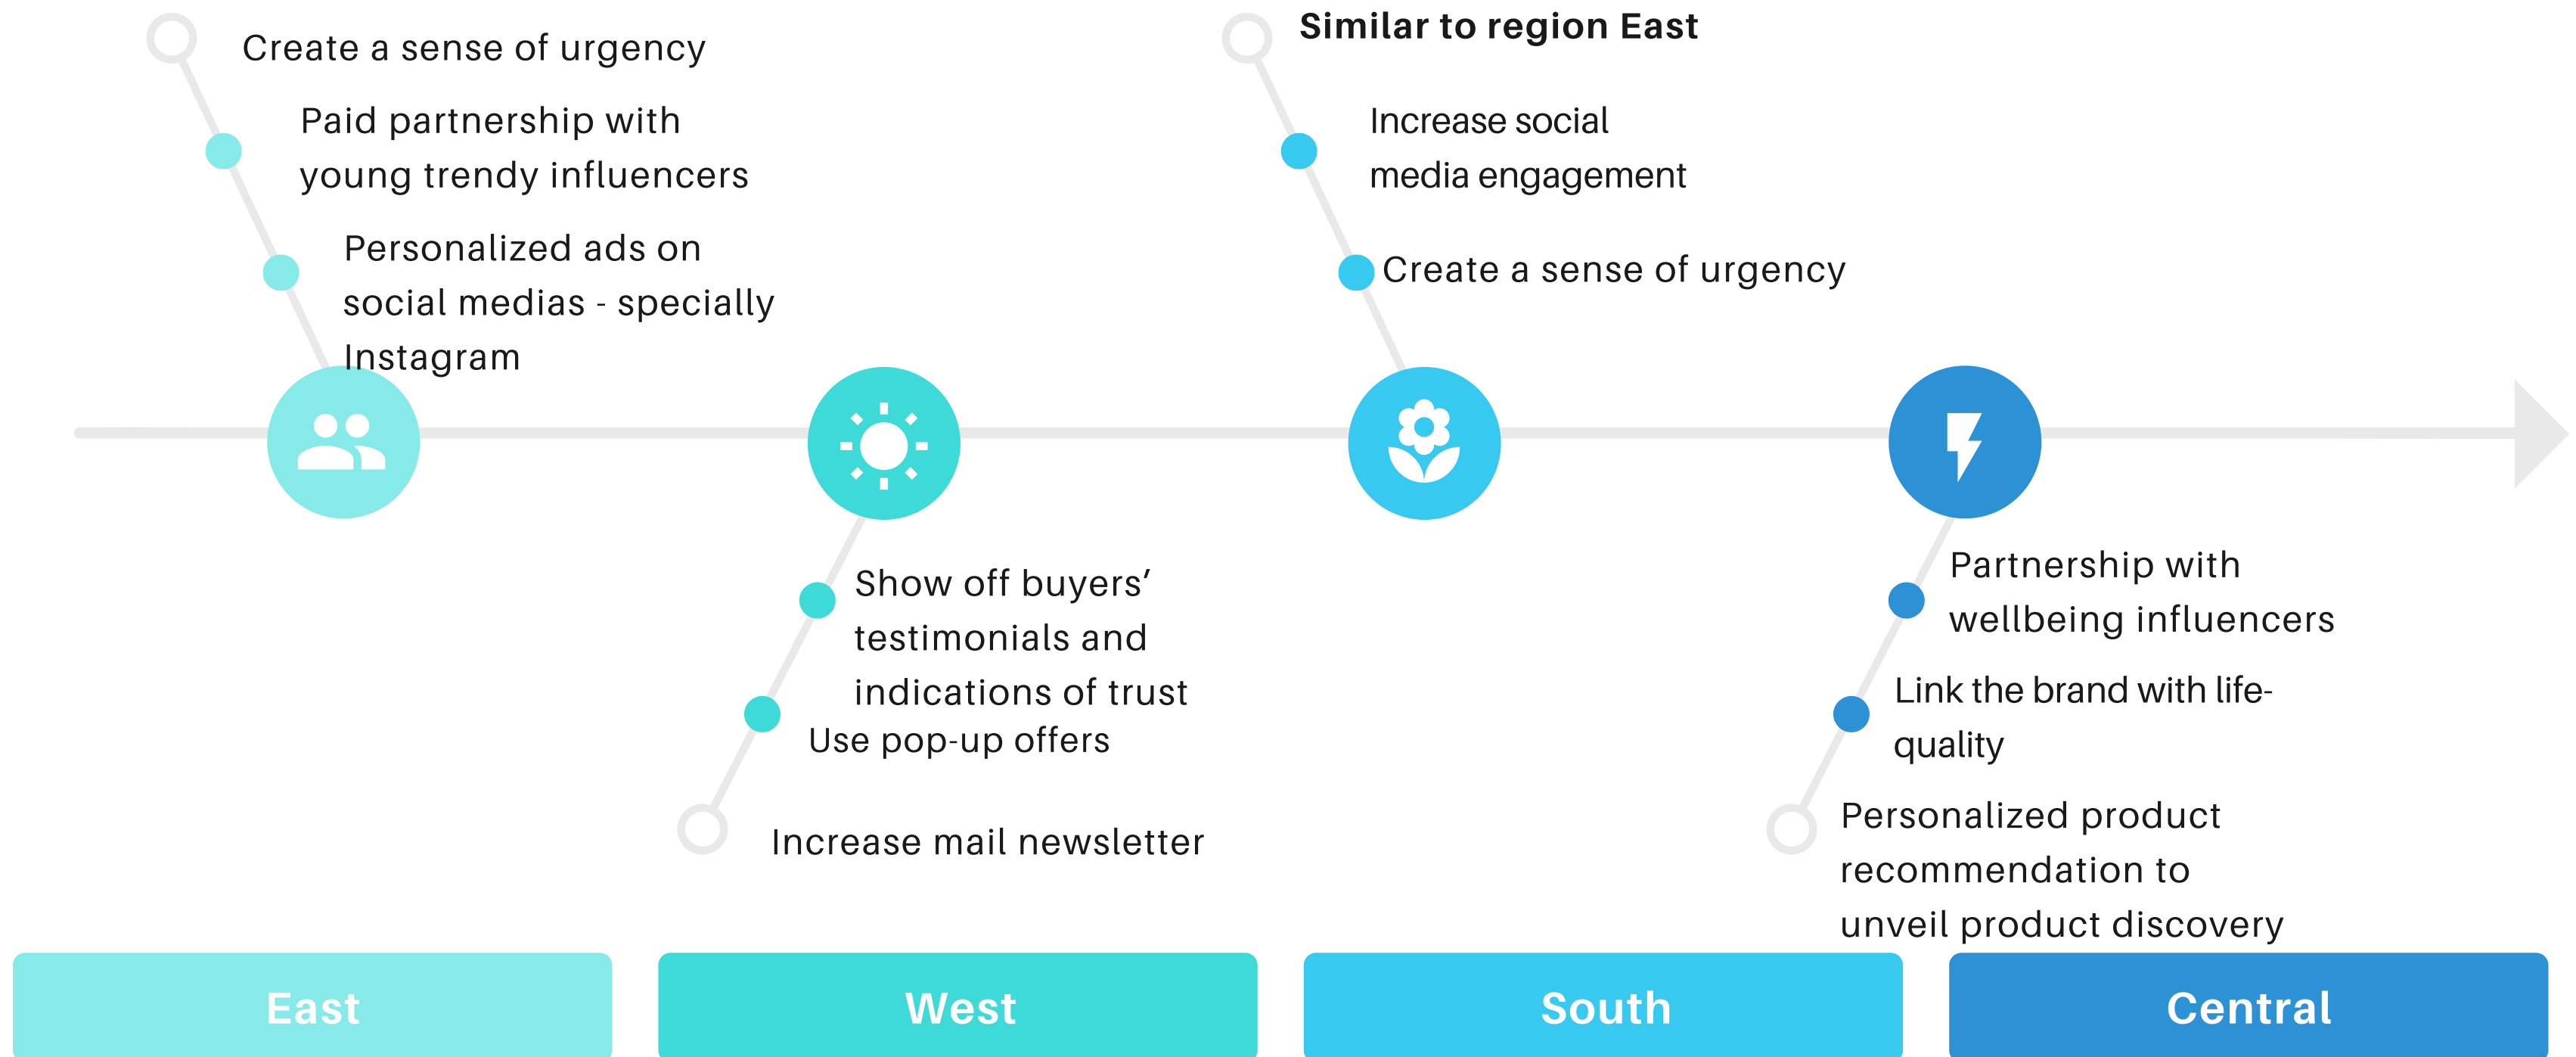 Create a sense of urgency
Paid partnership with
young trendy influencers
Personalized ads on
social medias - specially
Instagram
Show off buyers’
testimonials and
indications of trust
Use pop-up offers
Increase mail newsletter
Similar to region East
Increase social
media engagement
Create a sense of urgency
Partnership with
wellbeing influencers
Link the brand with life-
quality
Personalized product
recommendation to
unveil product discovery
East
West
South
Central